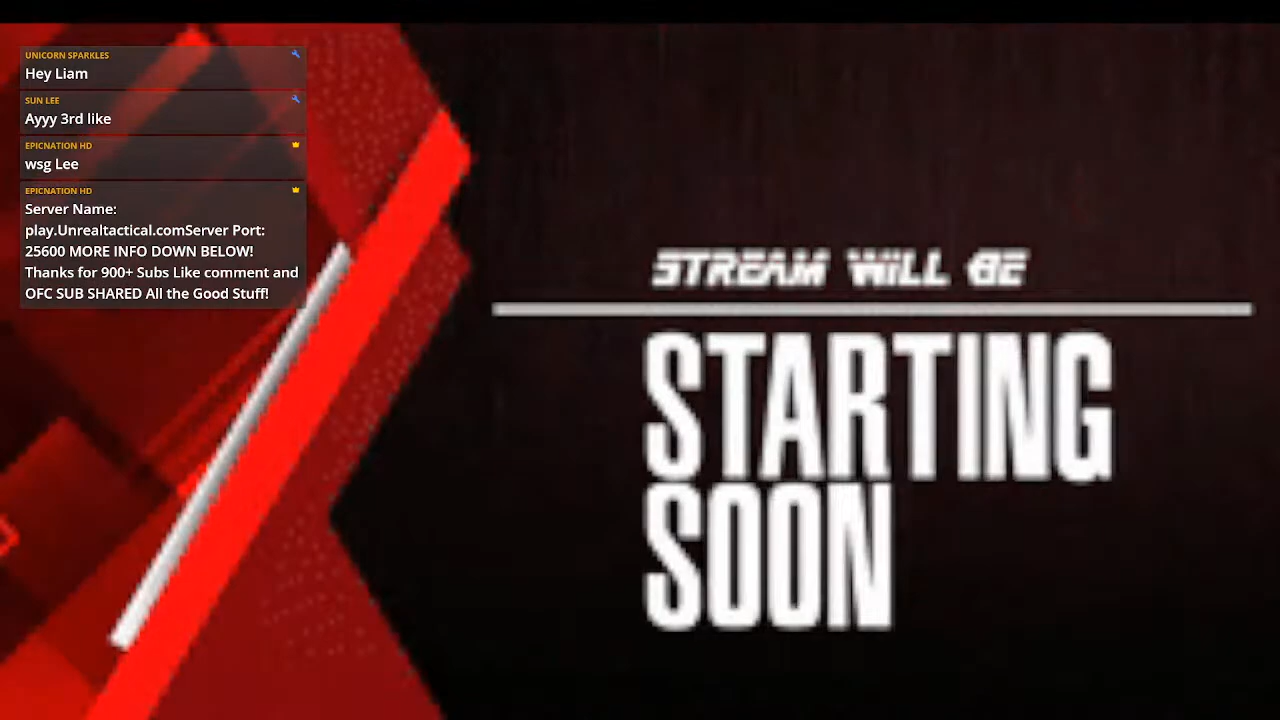 UNICORN SPARKLES
Hey Liam
SUN LEE
Ayyy 3rd like
EPICNATION HD
wsg Lee
EPICNATION HD
Server Name:
play.Unrealtactical.comServer Port:
25600 MORE INFO DOWN BELOW!
Thanks for 900+ Subs Like comment and
OFC SUB SHARED All the Good Stuff!
STREAM WILL BE
STARTING
SOON